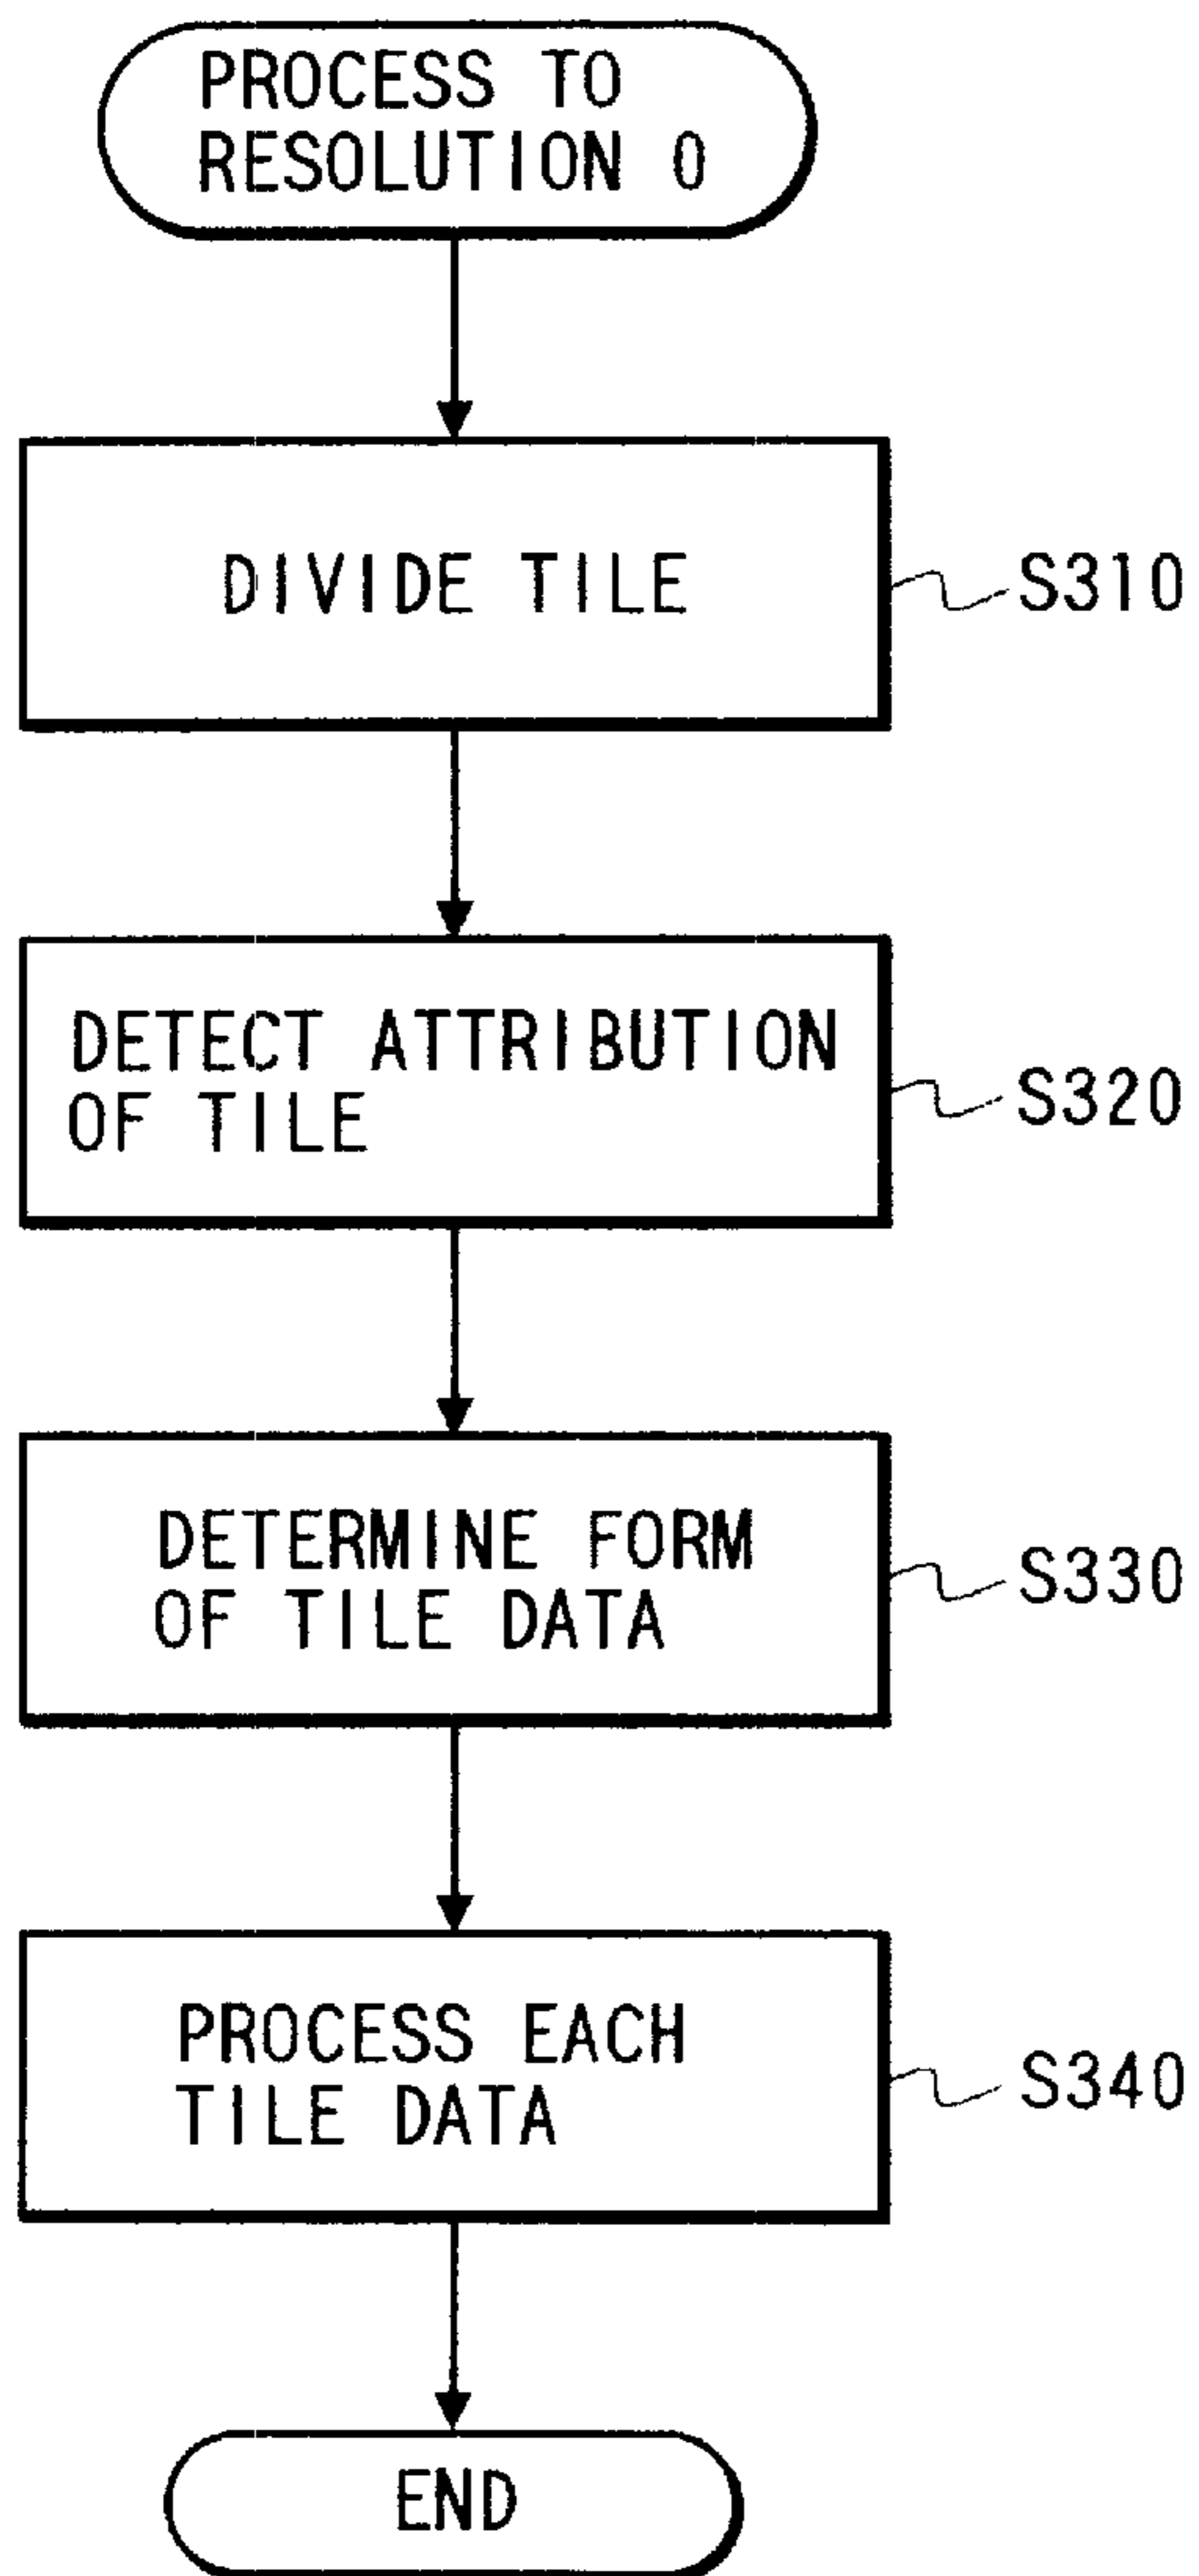 PROCESS TO
RESOLUTION 0
DIVIDE TILE
S310
DETECT ATTRIBUTION
OF TILE
S320
DETERMINE FORM
OF TILE DATA
S330
PROCESS EACH
TILE DATA
S340
END